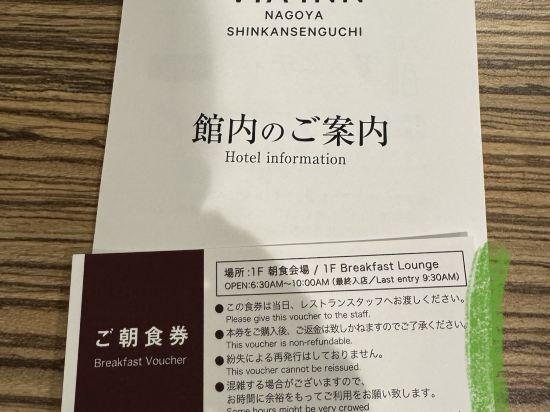 VIA INN
NAGOYA
SHINKANSENGUCHI
館内のご案内
Hotel information
ご朝食券
Breakfast Voucher
場所：1F 朝食会場 / 1F Breakfast Lounge
OPEN:6:30AM～10:00AM（最終入店／Last entry 9:30AM）
● この食券は当日、レストランスタッフへお渡しください。
Please give this voucher to the staff.
● 本券をご購入後、ご返金は致しかねますのでご了承ください。
This voucher is non-refundable.
● 紛失による再発行はしておりません。
This voucher cannot be reissued.
● 混雑する場合がございますので、
お時間に余裕をもってご利用をお願い致します。
Some hours might be very crowded